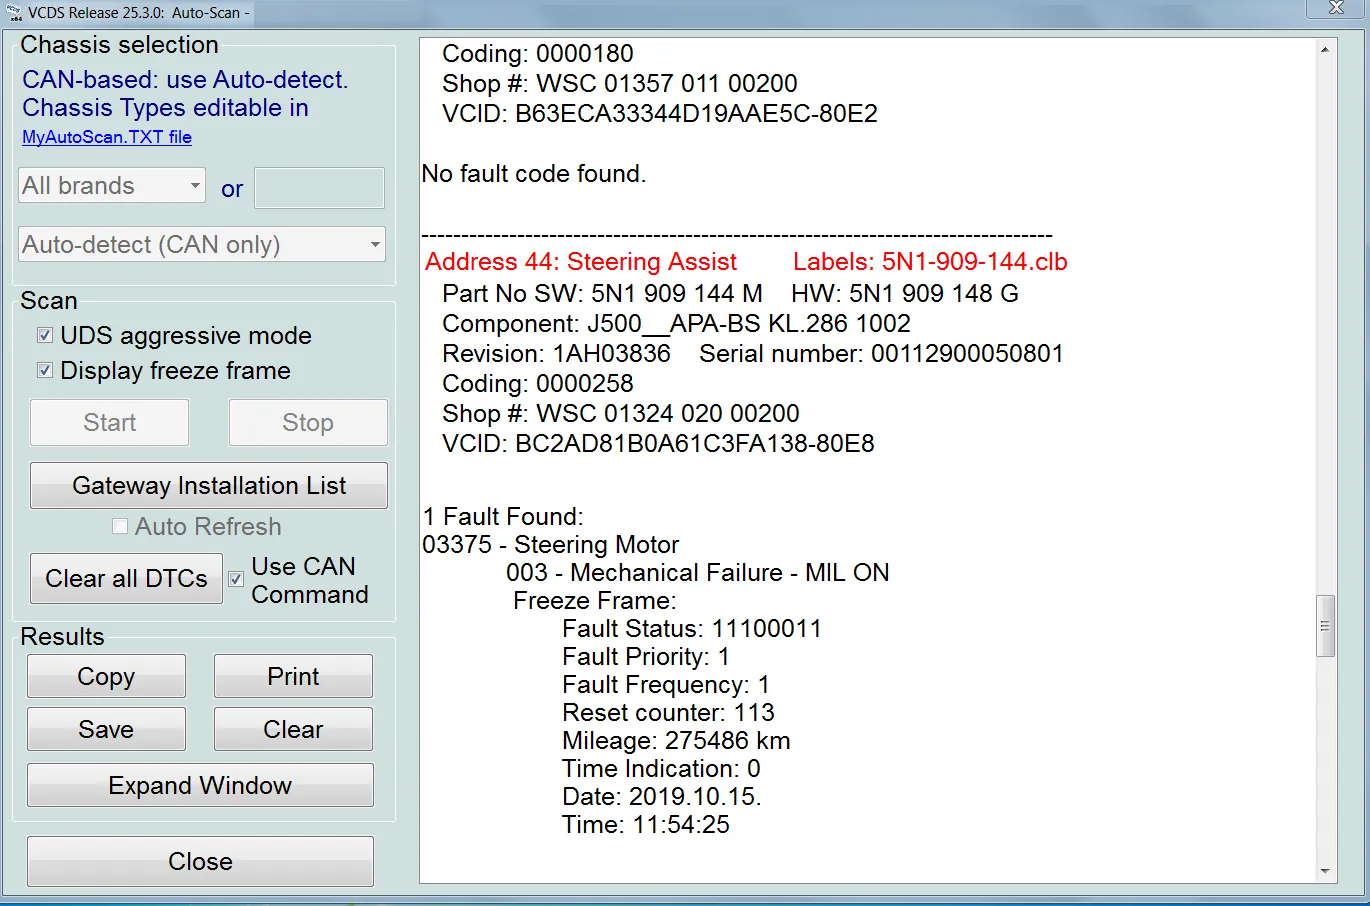 VCDS Release 25.3.0: Auto-Scan -
Chassis selection
CAN-based: use Auto-detect.
Chassis Types editable in
MyAutoScan.TXT file
All brands or
Auto-detect (CAN only)
Scan
UDS aggressive mode
Display freeze frame
Start Stop
Gateway Installation List
Auto Refresh
Clear all DTCs
Use CAN
Command
Results
Copy Print
Save Clear
Expand Window
Close
Coding: 0000180
Shop #: WSC 01357 011 00200
VCID: B63ECA33344D19AAE5C-80E2
No fault code found.
-------------------------------------------------------------------------------
Address 44: Steering Assist Labels: 5N1-909-144.clb
Part No SW: 5N1 909 144 M HW: 5N1 909 148 G
Component: J500__APA-BS KL.286 1002
Revision: 1AH03836 Serial number: 00112900050801
Coding: 0000258
Shop #: WSC 01324 020 00200
VCID: BC2AD81B0A61C3FA138-80E8
1 Fault Found:
03375 - Steering Motor
003 - Mechanical Failure - MIL ON
Freeze Frame:
Fault Status: 11100011
Fault Priority: 1
Fault Frequency: 1
Reset counter: 113
Mileage: 275486 km
Time Indication: 0
Date: 2019.10.15.
Time: 11:54:25